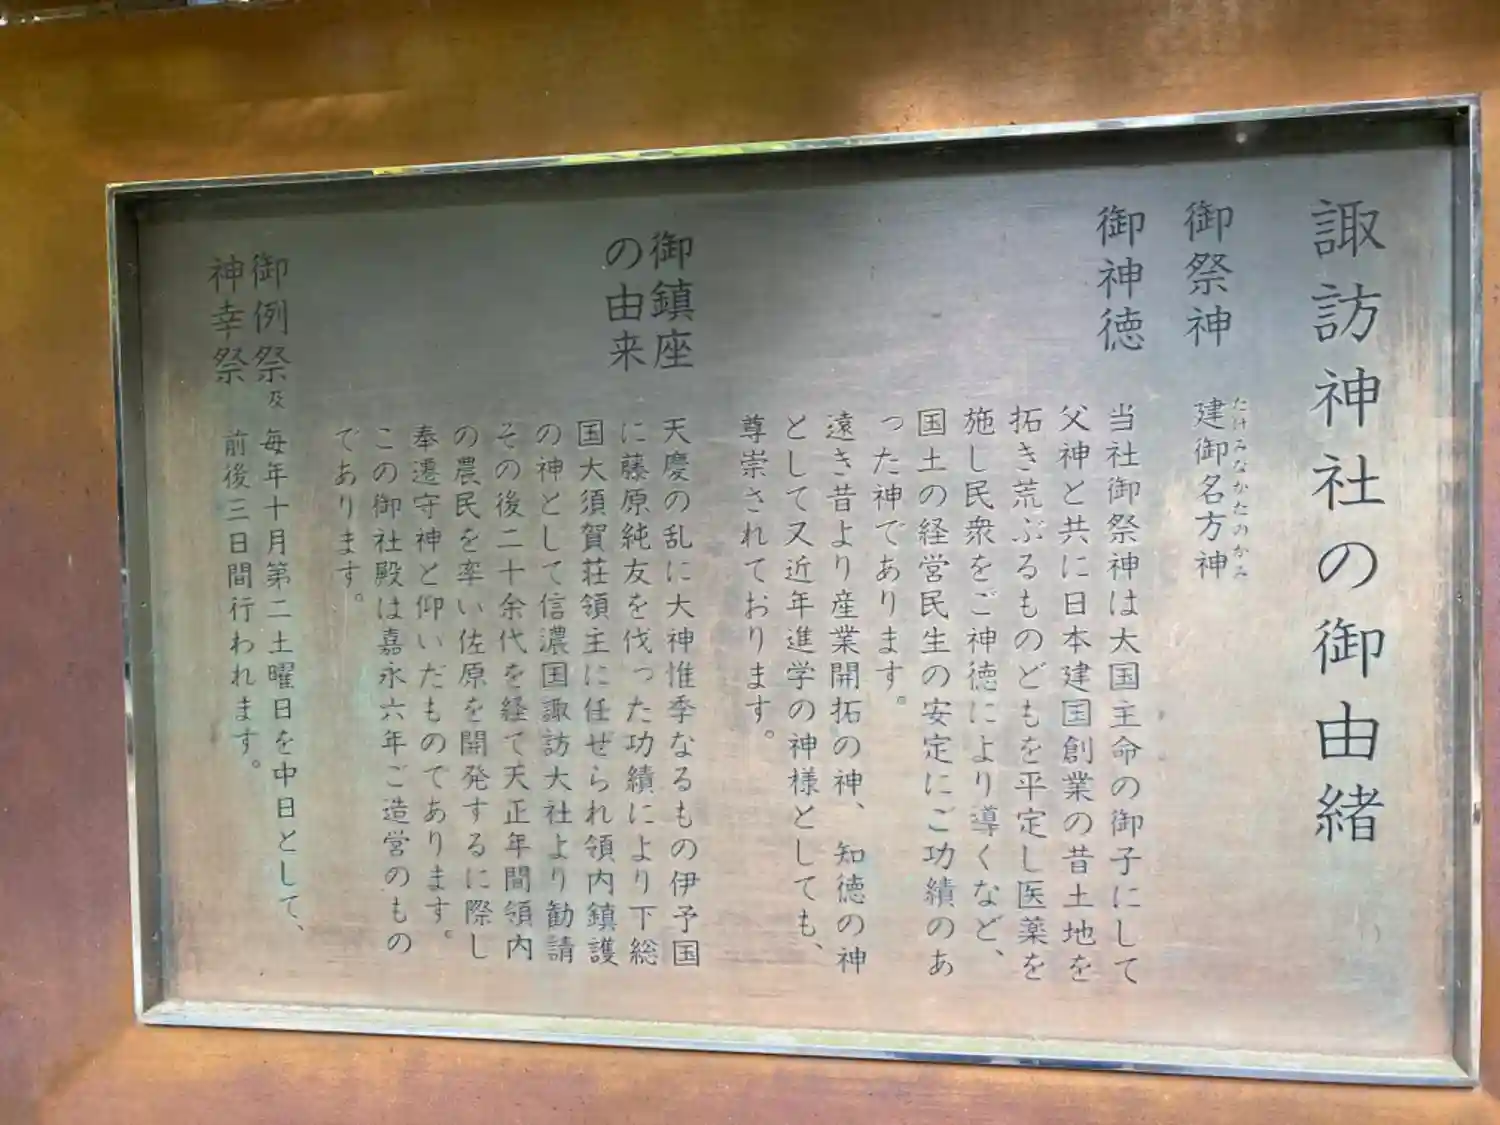 諏訪神社の御由緒
御祭神
建御名方神
たけみなかたのかみ
御神徳
当社御祭神は大国主命の御子にして
父神と共に日本建国創業の昔土地を
拓き荒ぶるものどもを平定し医薬を
施し民衆をご神徳により導くなど、
国土の経営民生の安定にご功績のあ
った神であります。
遠き昔より産業開拓の神、知徳の神
として又近年進学の神様としても、
尊崇されております。
御鎮座
の由来
天慶の乱に大神惟季なるもの伊予国
に藤原純友を伐った功績により下総
国大須賀荘領主に任せられ領内鎮護
の神として信濃国諏訪大社より勧請
その後二十余代を経て天正年間領内
の農民を率い佐原を開発するに際し
奉遷守神と仰いだものであります。
この御社殿は嘉永六年ご造営のもの
であります。
御例祭及
神幸祭
毎年十月第二土曜日を中日として、
前後三日間行われます。